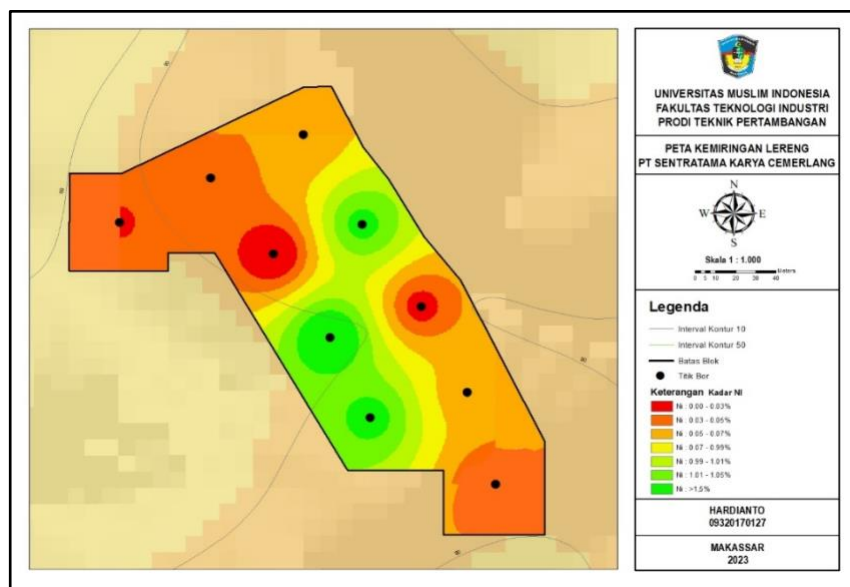 UNIVERSITAS MUSLIM INDONESIA
FAKULTAS TEKNOLOGI INDUSTRI
PRODI TEKNIK PERTAMBANGAN
PETA KEMIRINGAN LERENG
PT SENTRATAMA KARYA CEMERLANG
N
W E
S
Skala 1 : 1.000
Meters
0 5 10 20 30 40
Legenda
Interval Kontur 10
Interval Kontur 50
Batas Blok
Titik Bor
Keterangan Kadar NI
Ni : 0.00 - 0.03%
Ni : 0.03 - 0.05%
Ni : 0.05 - 0.07%
Ni : 0.07 - 0.99%
Ni : 0.99 - 1.01%
Ni : 1.01 - 1.05%
Ni : >1,5%
HARDIANTO
09320170127
MAKASSAR
2023